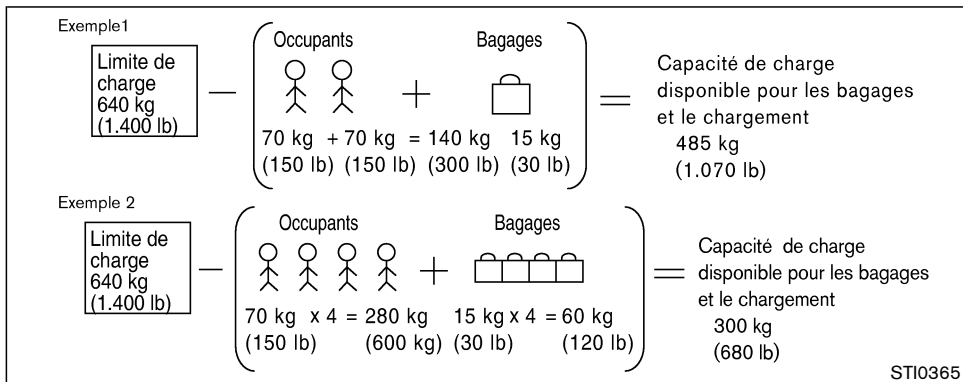 Exemple1
Limite de
charge
640 kg
(1.400 lb)
Occupants
Bagages
70 kg + 70 kg = 140 kg 15 kg
(150 lb) (150 lb) (300 lb) (30 lb)
Capacité de charge
disponible pour les bagages
et le chargement
485 kg
(1.070 lb)
Exemple 2
Limite de
charge
640 kg
(1.400 lb)
Occupants
Bagages
70 kg x 4 = 280 kg 15 kg x 4 = 60 kg
(150 lb) (600 kg) (30 lb) (120 lb)
Capacité de charge
disponible pour les bagages
et le chargement
300 kg
(680 lb)
STI0365